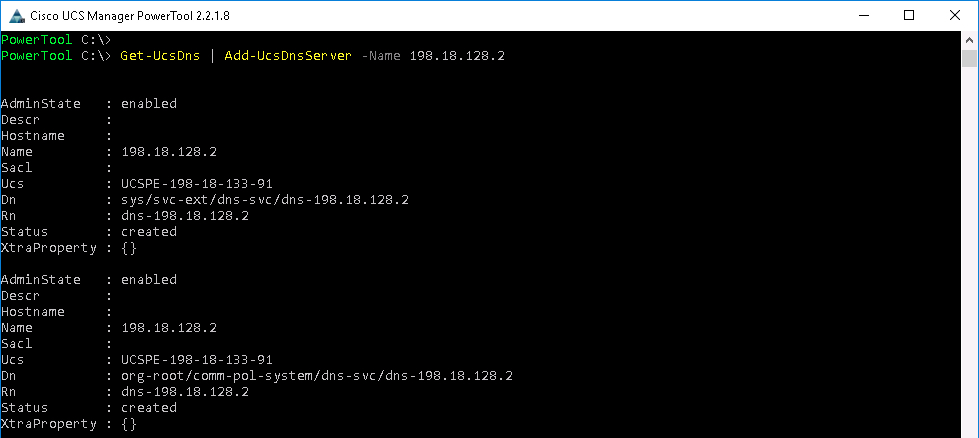 Cisco UCS Manager PowerTool 2.2.1.8
PowerTool C:\>
PowerTool C:\> Get-UcsDns | Add-UcsDnsServer -Name 198.18.128.2
AdminState   : enabled
Descr        :
Hostname     :
Name         : 198.18.128.2
Sacl         :
Ucs          : UCSPE-198-18-133-91
Dn           : sys/svc-ext/dns-svc/dns-198.18.128.2
Rn           : dns-198.18.128.2
Status       : created
XtraProperty : {}
AdminState   : enabled
Descr        :
Hostname     :
Name         : 198.18.128.2
Sacl         :
Ucs          : UCSPE-198-18-133-91
Dn           : org-root/comm-pol-system/dns-svc/dns-198.18.128.2
Rn           : dns-198.18.128.2
Status       : created
XtraProperty : {}